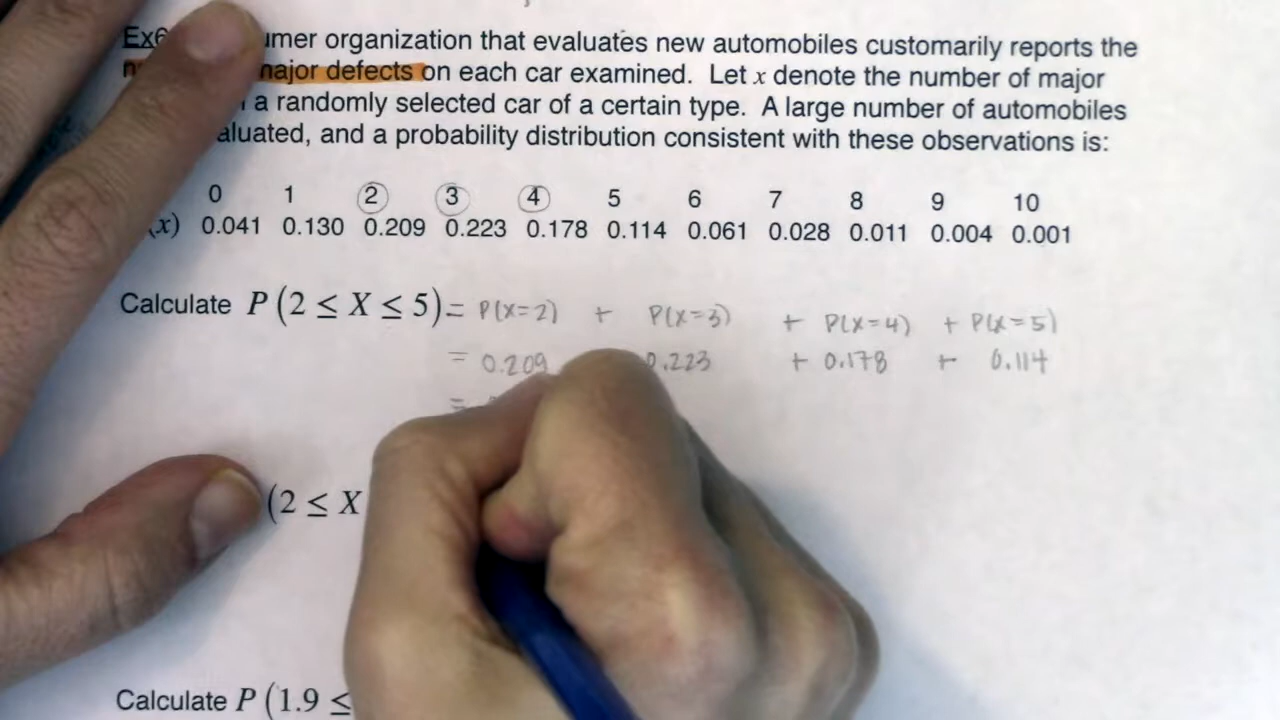 umer organization that evaluates new automobiles customarily reports the
major defects on each car examined. Let x denote the number of major
a randomly selected car of a certain type. A large number of automobiles
aluated, and a probability distribution consistent with these observations is:
0 1 2 3 4 5 6 7 8 9 10
(x) 0.041 0.130 0.209 0.223 0.178 0.114 0.061 0.028 0.011 0.004 0.001
Calculate P(2 ≤ X ≤ 5) = P(X=2) + P(X=3) + P(X=4) + P(X=5)
= 0.209 0.223 + 0.178 + 0.114
=
(2 ≤ X
Calculate P(1.9 ≤